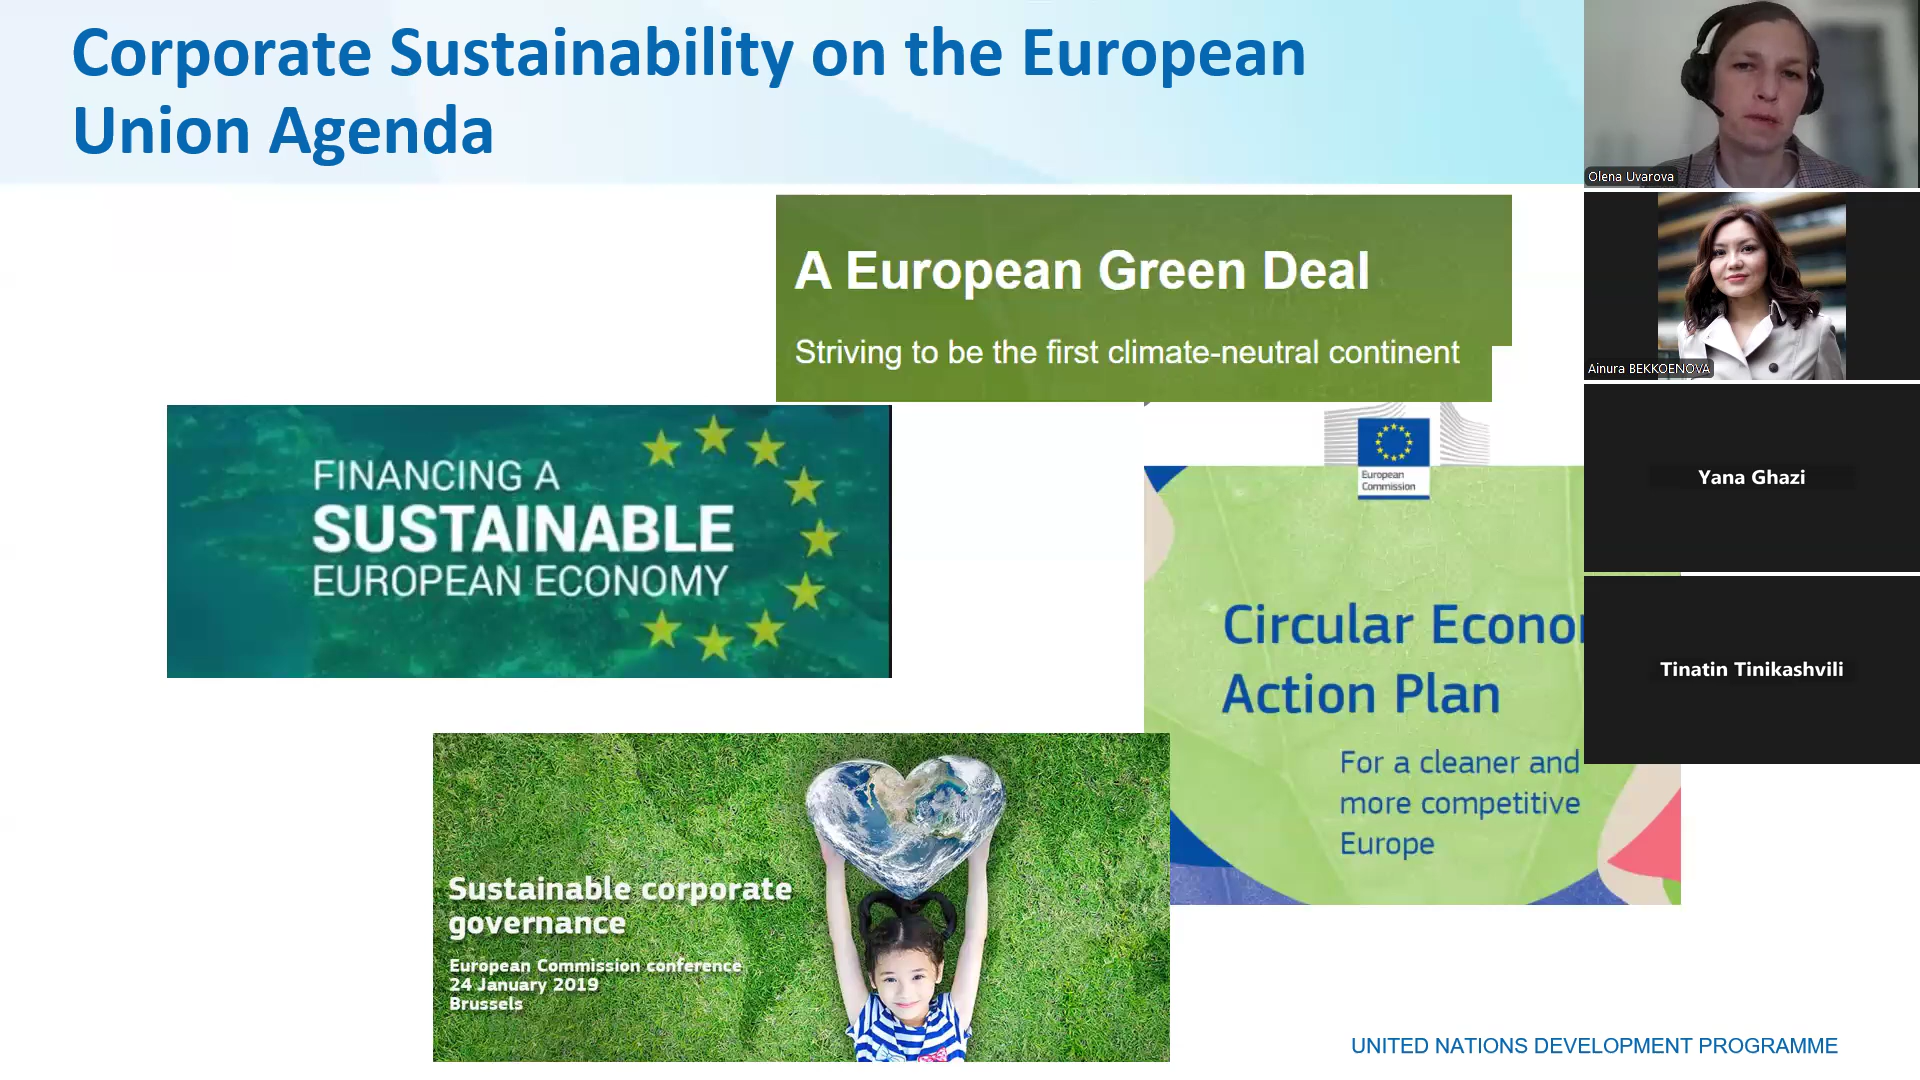 Corporate Sustainability on the European
Union Agenda
A European Green Deal
Striving to be the first climate-neutral continent
FINANCING A
SUSTAINABLE
EUROPEAN ECONOMY
European
Commission
Circular Econo
Action Plan
For a cleaner and
more competitive
Europe
Sustainable corporate
governance
European Commission conference
24 January 2019
Brussels
UNITED NATIONS DEVELOPMENT PROGRAMME
Olena Uvarova
Ainura BEKKOENOVA
Yana Ghazi
Tinatin Tinikashvili